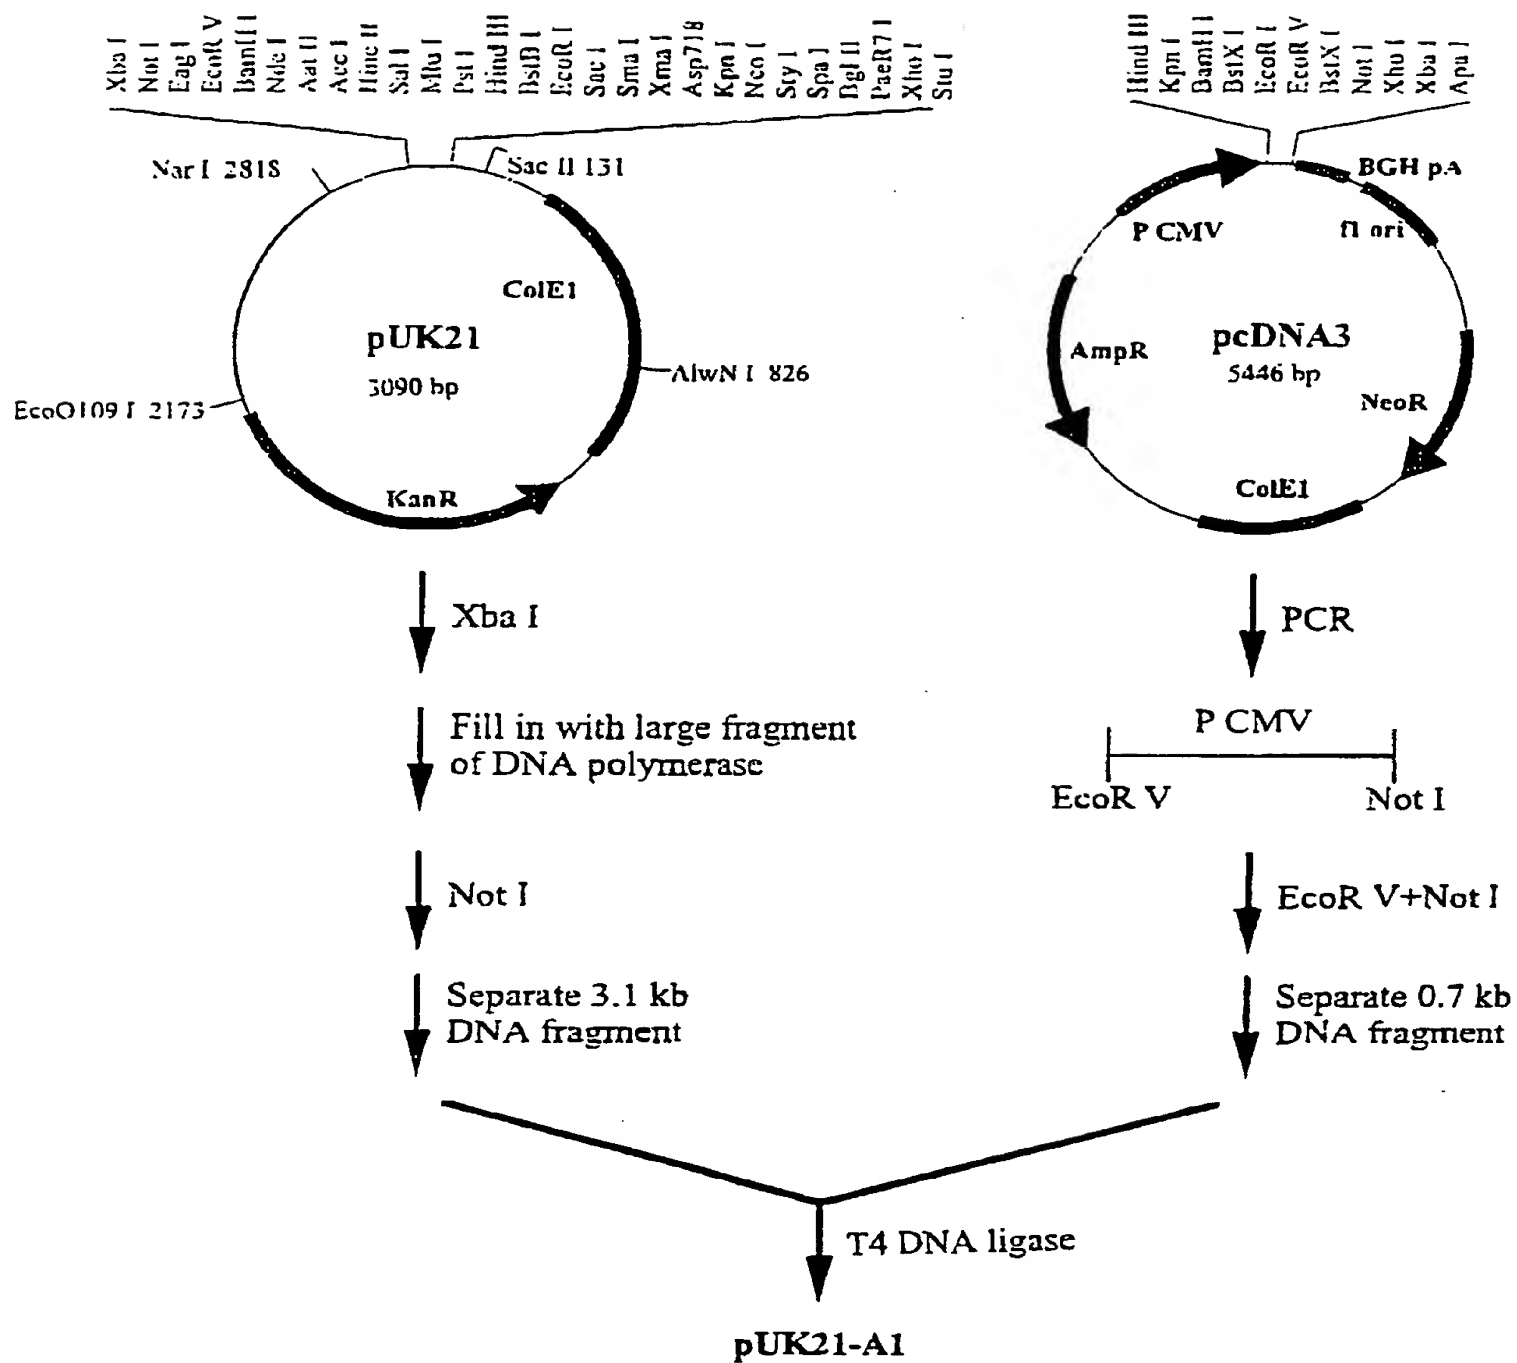 Xba I
Not I
Eag I
EcoR V
BamH I
Nde I
Aat II
Acc I
Hinc II
Sal I
Mlu I
Pst I
Hind III
BstB I
EcoR I
Sac I
Sma I
Xma I
Asp718
Kpn I
Nco I
Sty I
Spa I
Bgl II
PaeR7 I
Xho I
Stu I
Nar I 2818
Sac II 131
ColE1
pUK21
3090 bp
AlwN I 826
EcoO109 I 2173
KanR
Hind III
Kpn I
BamH I
BstX I
EcoR I
EcoR V
BstX I
Not I
Xho I
Xba I
Apa I
BGH pA
P CMV
f1 ori
AmpR
pcDNA3
5446 bp
NeoR
ColE1
Xba I
Fill in with large fragment
of DNA polymerase
Not I
Separate 3.1 kb
DNA fragment
PCR
P CMV
EcoR V
Not I
EcoR V+Not I
Separate 0.7 kb
DNA fragment
T4 DNA ligase
pUK21-A1